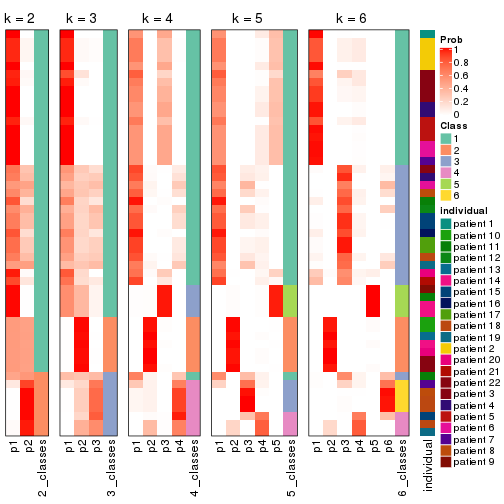 k = 2 k = 3 k = 4 k = 5 k = 6
Prob
1
0.8
0.6
0.4
0.2
0
Class
1
2
3
4
5
6
Individual
patient 1
patient 10
patient 11
patient 12
patient 13
patient 14
patient 15
patient 16
patient 17
patient 18
patient 19
patient 2
patient 20
patient 21
patient 22
patient 3
patient 4
patient 5
patient 6
patient 7
patient 8
patient 9
p1 p2 2_classes p1 p2 p3 3_classes p1 p2 p3 p4 4_classes p1 p2 p3 p4 p5 5_classes p1 p2 p3 p4 p5 p6 6_classes individual